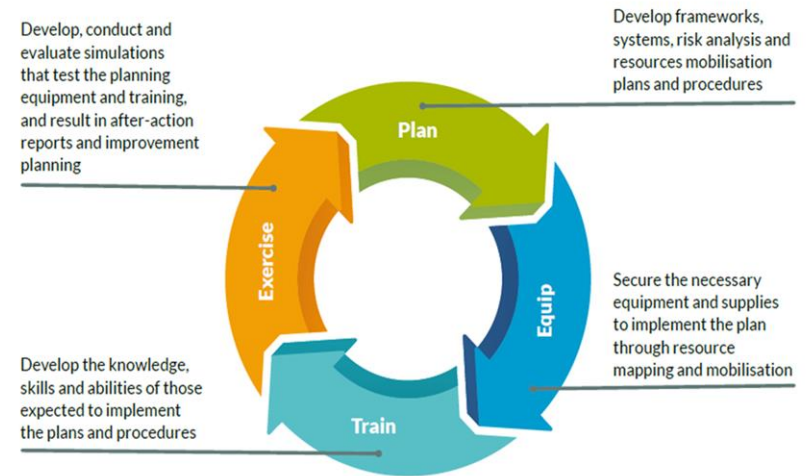 Develop, conduct and
evaluate simulations
that test the planning
equipment and training,
and result in after-action
reports and improvement
planning
Develop frameworks,
systems, risk analysis and
resources mobilisation
plans and procedures
Plan
Exercise
Equip
Secure the necessary
equipment and supplies
to implement the plan
through resource
mapping and mobilisation
Develop the knowledge,
skills and abilities of those
expected to implement
the plans and procedures
Train